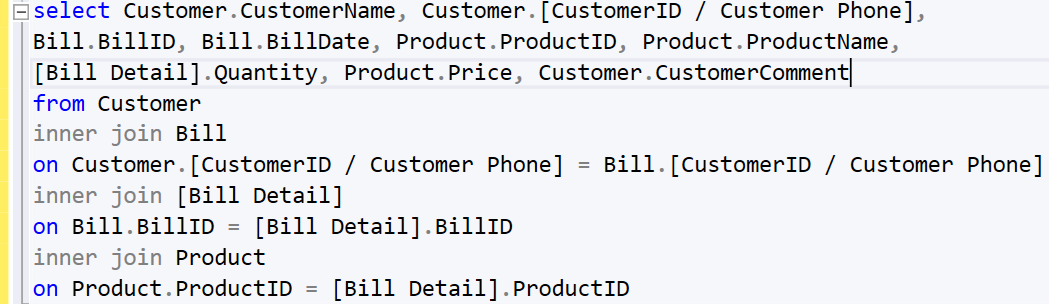 select Customer.CustomerName, Customer.[CustomerID / Customer Phone],
Bill.BillID, Bill.BillDate, Product.ProductID, Product.ProductName,
[Bill Detail].Quantity, Product.Price, Customer.CustomerComment
from Customer
inner join Bill
on Customer.[CustomerID / Customer Phone] = Bill.[CustomerID / Customer Phone]
inner join [Bill Detail]
on Bill.BillID = [Bill Detail].BillID
inner join Product
on Product.ProductID = [Bill Detail].ProductID